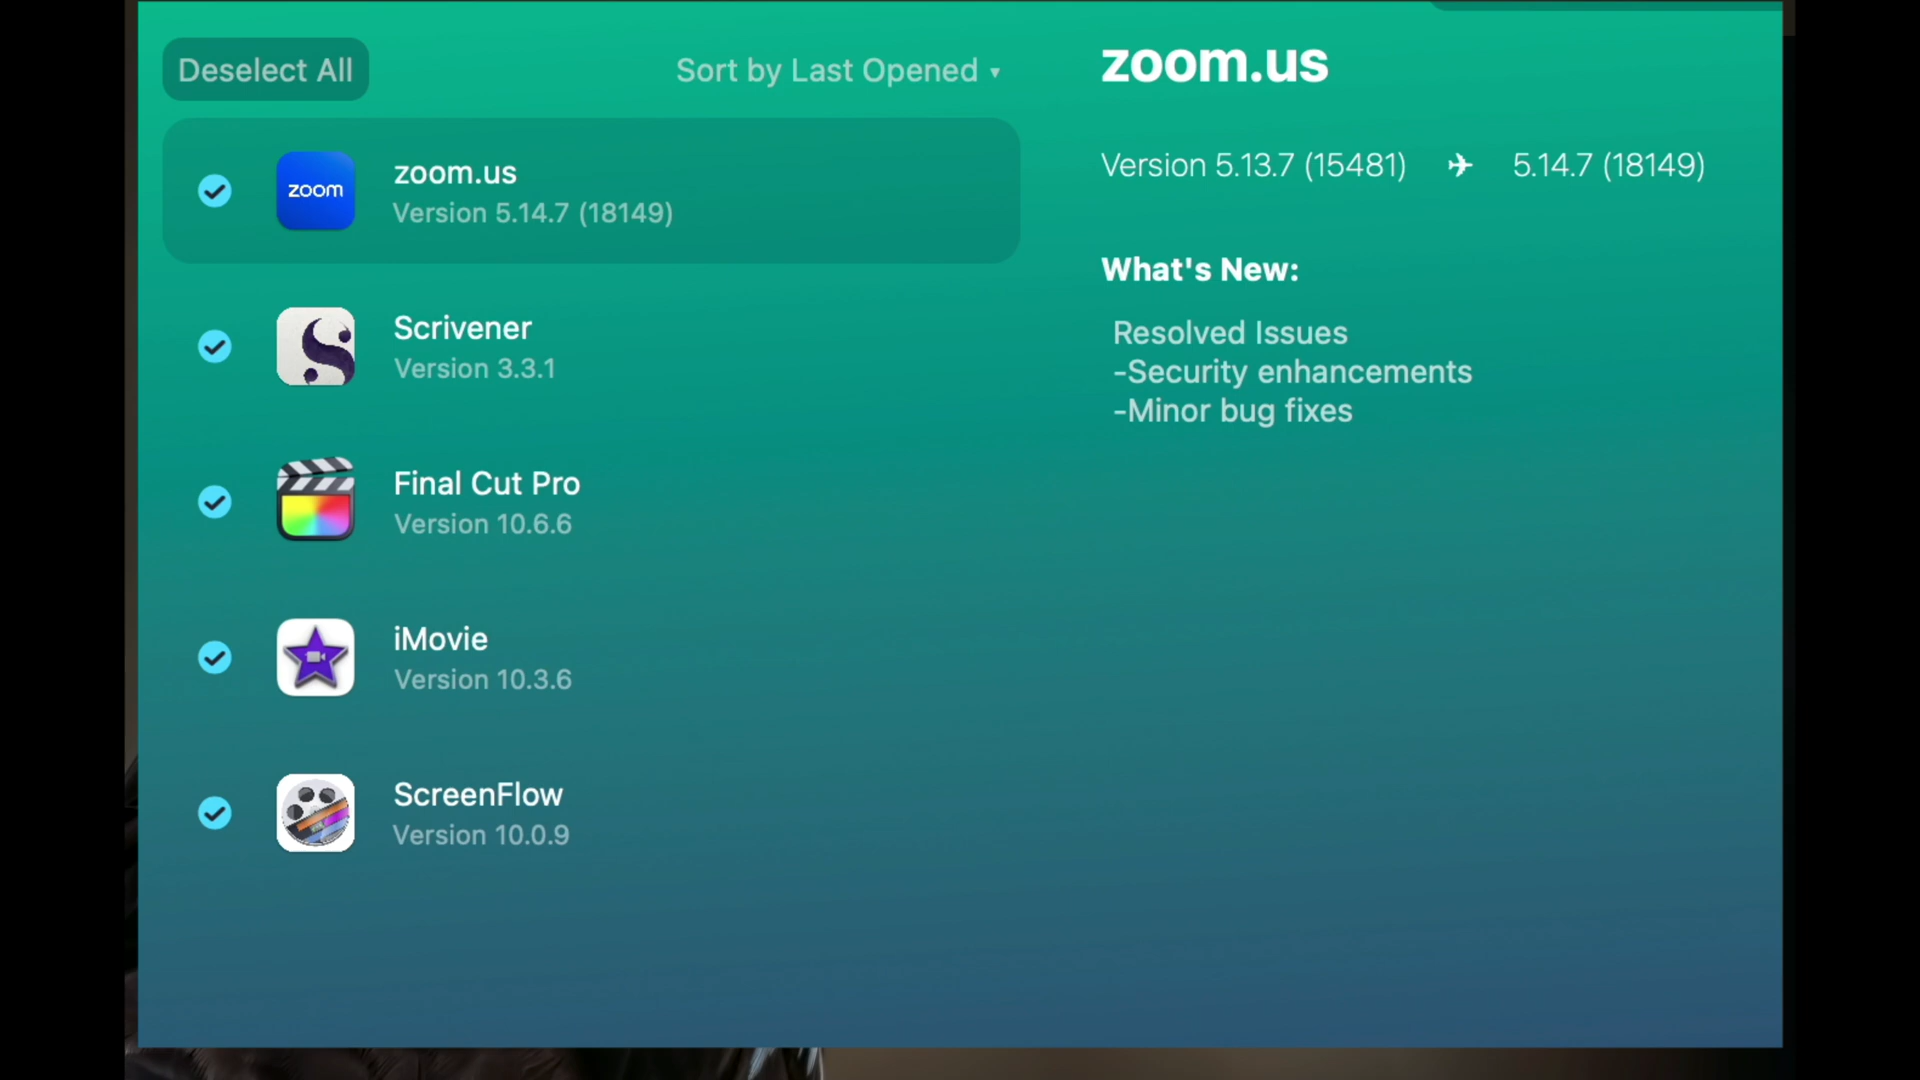 Deselect All
Sort by Last Opened ▾
zoom
zoom.us
Version 5.14.7 (18149)
Scrivener
Version 3.3.1
Final Cut Pro
Version 10.6.6
iMovie
Version 10.3.6
ScreenFlow
Version 10.0.9
zoom.us
Version 5.13.7 (15481) ✈ 5.14.7 (18149)
What's New:
Resolved Issues
-Security enhancements
-Minor bug fixes